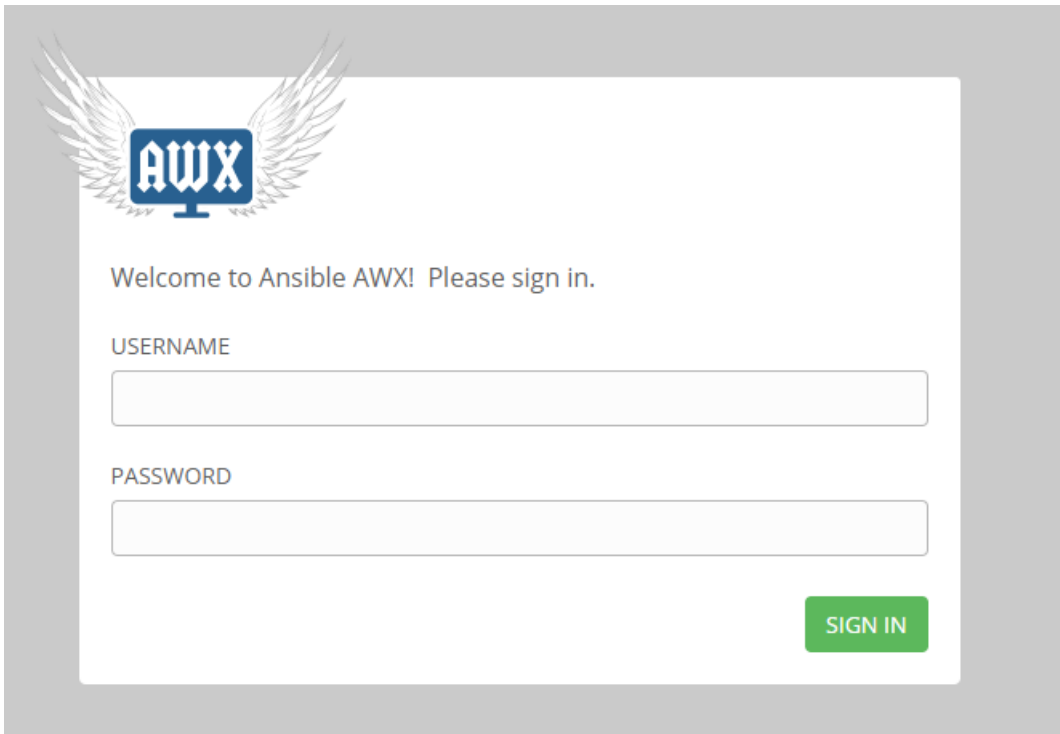 AWX
Welcome to Ansible AWX! Please sign in.
USERNAME
PASSWORD
SIGN IN